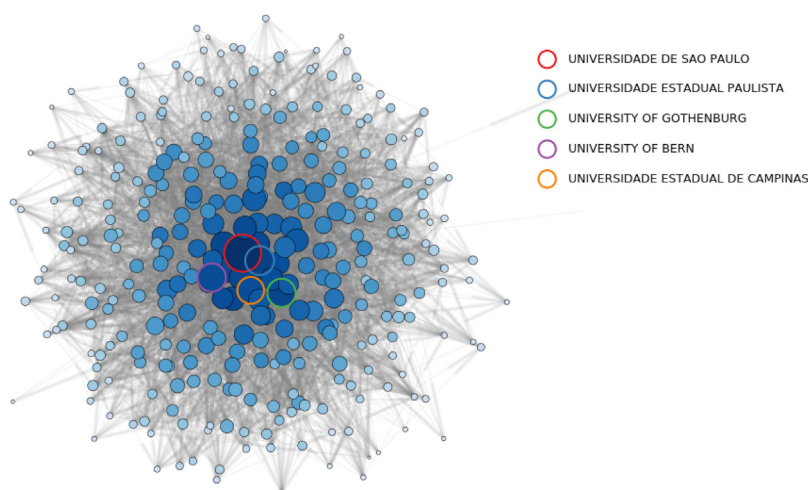 UNIVERSIDADE DE SAO PAULO
UNIVERSIDADE ESTADUAL PAULISTA
UNIVERSITY OF GOTHENBURG
UNIVERSITY OF BERN
UNIVERSIDADE ESTADUAL DE CAMPINAS